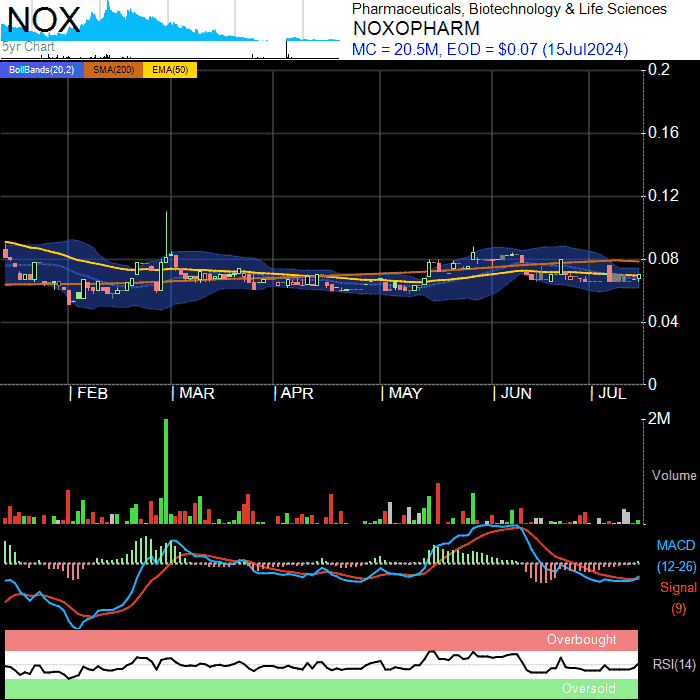 NOX
5yr Chart
Pharmaceuticals, Biotechnology & Life Sciences
NOXOPHARM
MC = 20.5M, EOD = $0.07 (15Jul2024)
BollBands(20,2) SMA(200) EMA(50)
0.2
0.16
0.12
0.08
0.04
0
FEB MAR APR MAY JUN JUL
2M
Volume
MACD
(12-26)
Signal
(9)
Overbought
RSI(14)
Oversold